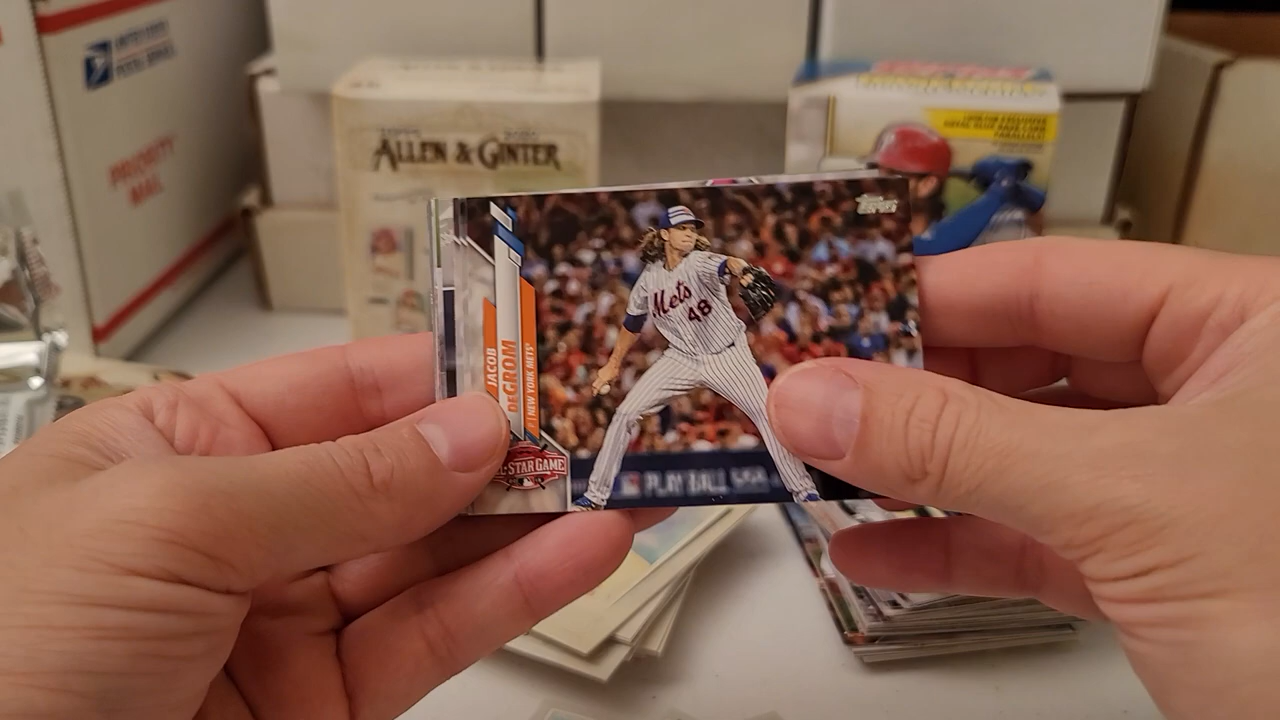 UNITED STATES
POSTAL SERVICE
PRIORITY
MAIL
ALLEN & GINTER
TOPPS
JACOB
DEGROM
P | NEW YORK METS®
Mets
48
-STAR GAME
PLAY BALL